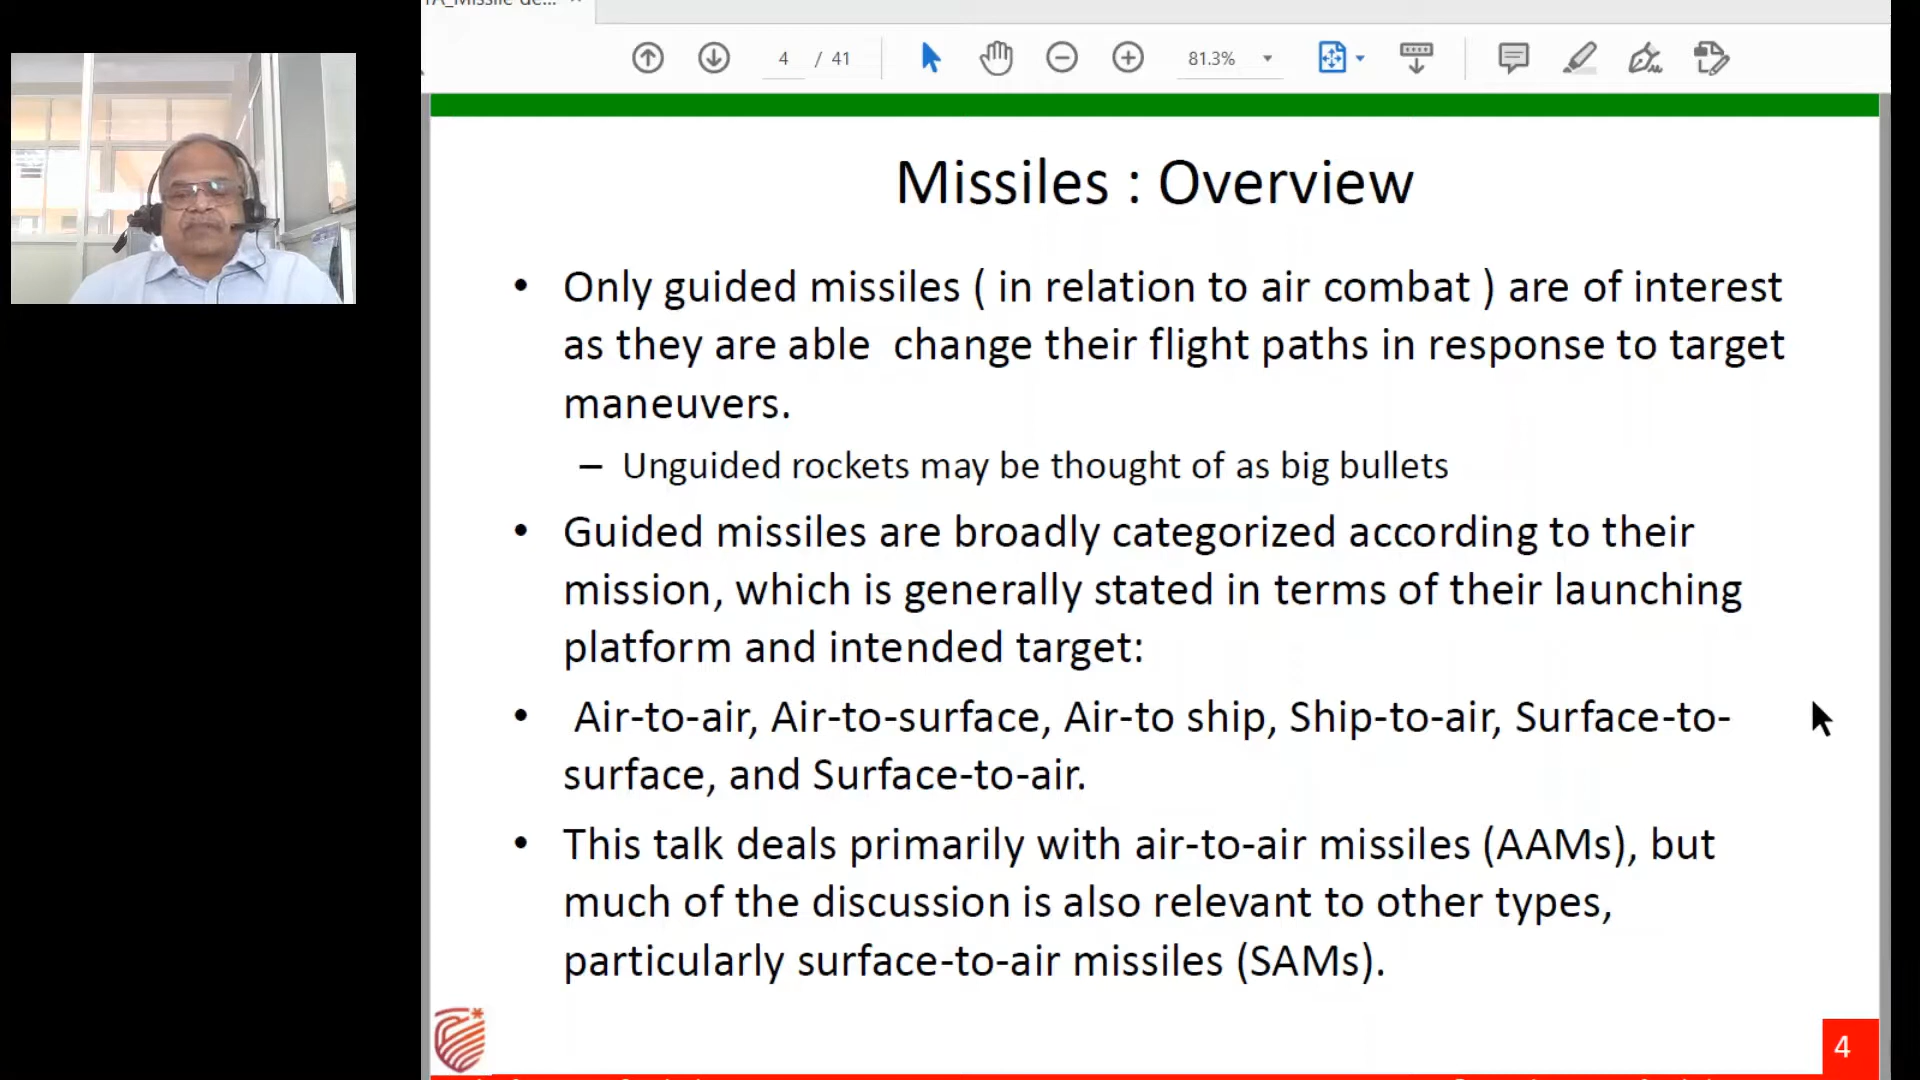 4 / 41
81.3%
Missiles : Overview
• Only guided missiles ( in relation to air combat ) are of interest
as they are able change their flight paths in response to target
maneuvers.
– Unguided rockets may be thought of as big bullets
• Guided missiles are broadly categorized according to their
mission, which is generally stated in terms of their launching
platform and intended target:
• Air-to-air, Air-to-surface, Air-to ship, Ship-to-air, Surface-to-
surface, and Surface-to-air.
• This talk deals primarily with air-to-air missiles (AAMs), but
much of the discussion is also relevant to other types,
particularly surface-to-air missiles (SAMs).
4